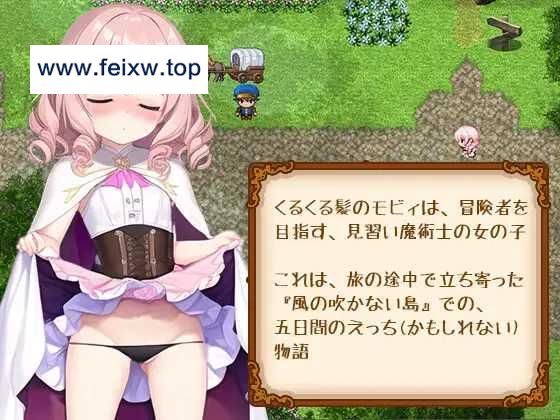 www.feixw.top
くるくる髪のモビィは、冒険者を
目指す、見習い魔術士の女の子
これは、旅の途中で立ち寄った
『風の吹かない島』での、
五日間のえっち(かもしれない)
物語